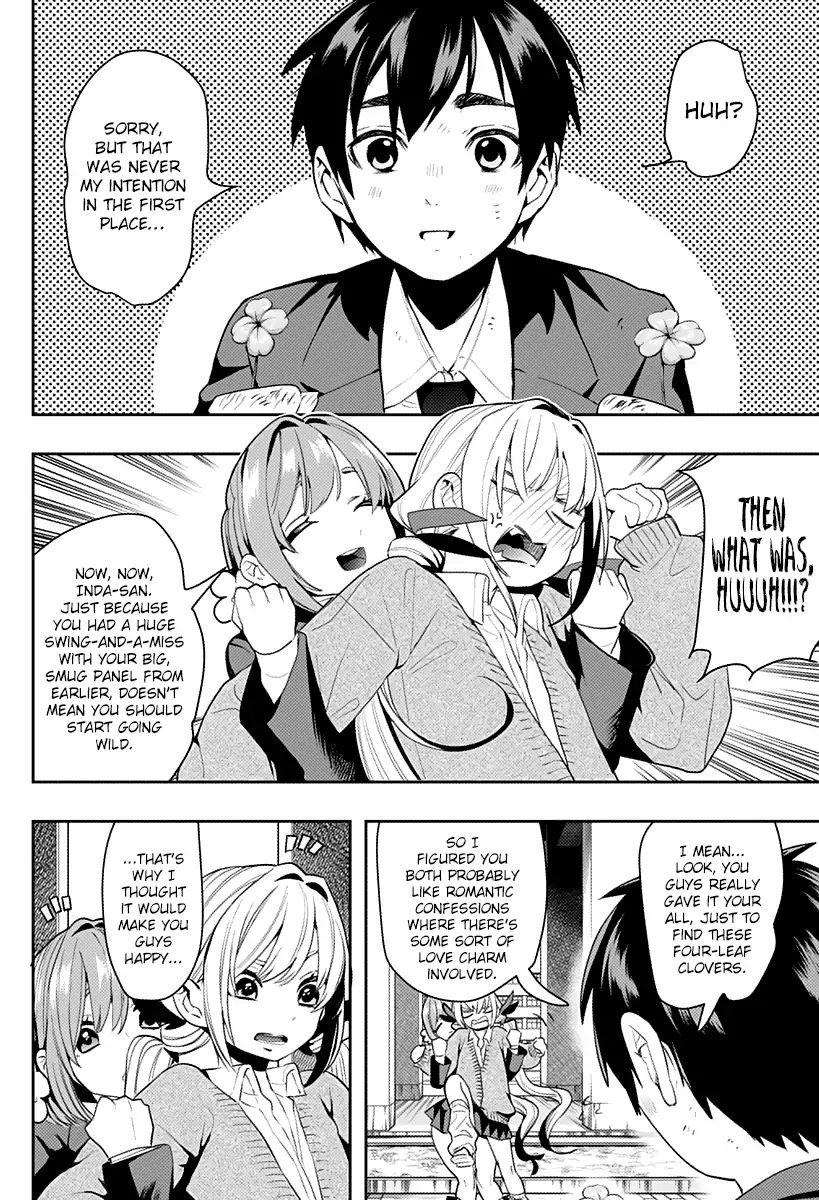 HUH?
SORRY,
BUT THAT
WAS NEVER
MY INTENTION
IN THE FIRST
PLACE...
THEN
WHAT WAS,
HUUUH!!!!?
NOW, NOW,
INDA-SAN.
JUST BECAUSE
YOU HAD A HUGE
SWING-AND-A-MISS
WITH YOUR BIG,
SMUG PANEL FROM
EARLIER, DOESN'T
MEAN YOU SHOULD
START GOING
WILD.
I MEAN...
LOOK, YOU
GUYS REALLY
GAVE IT YOUR
ALL, JUST TO
FIND THESE
FOUR-LEAF
CLOVERS.
SO I
FIGURED YOU
BOTH PROBABLY
LIKE ROMANTIC
CONFESSIONS
WHERE THERE'S
SOME SORT OF
LOVE CHARM
INVOLVED.
...THAT'S
WHY I
THOUGHT
IT WOULD
MAKE YOU
GUYS
HAPPY...